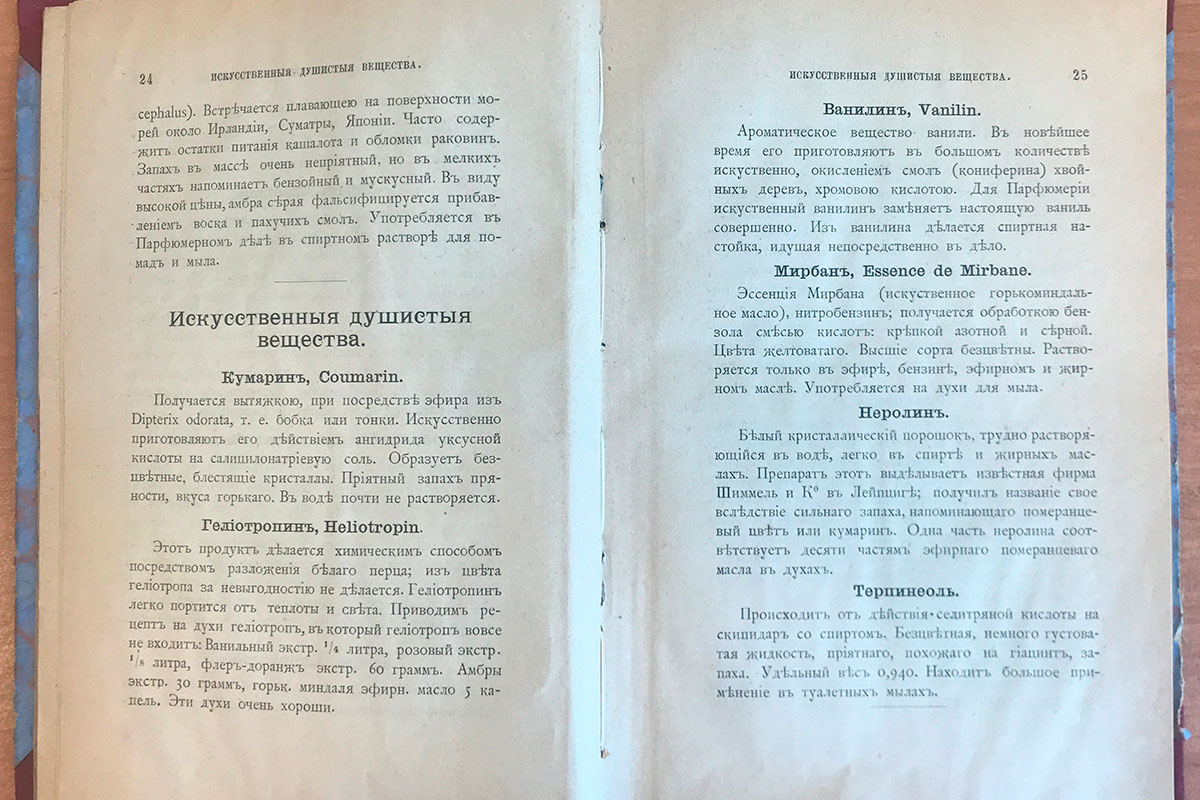 24
ИСКУССТВЕННЫЯ ДУШИСТЫЯ ВЕЩЕСТВА.
cephalus). Встрѣчается плавающею на поверхности мо-
рей около Ирландіи, Суматры, Японіи. Часто содер-
житъ остатки питанія кашалота и обломки раковинъ.
Запахъ въ массѣ очень непріятный, но въ мелкихъ
частяхъ напоминаетъ бензойный и мускусный. Въ виду
высокой цѣны, амбра сѣрая фальсифицируется прибав-
леніемъ воска и пахучихъ смолъ. Употребляется въ
Парфюмерномъ дѣлѣ въ спиртномъ растворѣ для по-
мадъ и мыла.
Искусственныя душистыя
вещества.
Кумаринъ, Coumarin.
Получается вытяжкою, при посредствѣ эфира изъ
Dipterix odorata, т. е. бобка или тонки. Искусственно
приготовляютъ его дѣйствіемъ ангидрида уксусной
кислоты на салицилонатріевую соль. Образуетъ без-
цвѣтные, блестящіе кристаллы. Пріятный запахъ пря-
ности, вкуса горькаго. Въ водѣ почти не растворяется.
Геліотропинъ, Heliotropin.
Этотъ продуктъ дѣлается химическимъ способомъ
посредствомъ разложенія бѣлаго перца; изъ цвѣта
геліотропа за невыгодностію не дѣлается. Геліотропинъ
легко портится отъ теплоты и свѣта. Приводимъ ре-
цептъ на духи геліотропъ, въ который геліотропъ вовсе
не входитъ: Ванильный экстр. ¹/₄ литра, розовый экстр.
¹/₈ литра, флеръ-доранжъ экстр. 60 граммъ. Амбры
экстр. 30 граммъ, горьк. миндаля эфирн. масло 5 ка-
пель. Эти духи очень хороши.
ИСКУССТВЕННЫЯ ДУШИСТЫЯ ВЕЩЕСТВА.
25
Ванилинъ, Vanilin.
Ароматическое вещество ванили. Въ новѣйшее
время его приготовляютъ въ большомъ количествѣ
искуственно, окисленіемъ смолъ (кониферина) хвой-
ныхъ деревъ, хромовою кислотою. Для Парфюмеріи
искуственный ванилинъ замѣняетъ настоящую ваниль
совершенно. Изъ ванилина дѣлается спиртная на-
стойка, идущая непосредственно въ дѣло.
Мирбанъ, Essence de Mirbane.
Эссенція Мирбана (искуственное горькоминдаль-
ное масло), нитробензинъ; получается обработкою бен-
зола смѣсью кислотъ: крѣпкой азотной и сѣрной.
Цвѣта желтоватаго. Высшіе сорта безцвѣтны. Раство-
ряется только въ эфирѣ, бензинѣ, эфирномъ и жир-
номъ маслѣ. Употребляется на духи для мыла.
Неролинъ.
Бѣлый кристаллическій порошокъ, трудно растворя-
ющійся въ водѣ, легко въ спиртѣ и жирныхъ мас-
лахъ. Препаратъ этотъ выдѣлываетъ извѣстная фирма
Шиммель и К⁰ въ Лейпцигѣ; получилъ названіе свое
вслѣдствіе сильнаго запаха, напоминающаго померанце-
вый цвѣтъ или кумаринъ. Одна часть неролина соот-
вѣтствуетъ десяти частямъ эфирнаго померанцеваго
масла въ духахъ.
Терпинеоль.
Происходитъ отъ дѣйствія селитряной кислоты на
скипидаръ со спиртомъ. Безцвѣтная, немного густова-
тая жидкость, пріятнаго, похожаго на гіацинтъ, за-
паха. Удѣльный вѣсъ 0,940. Находитъ большое при-
мѣненіе въ туалетныхъ мылахъ.